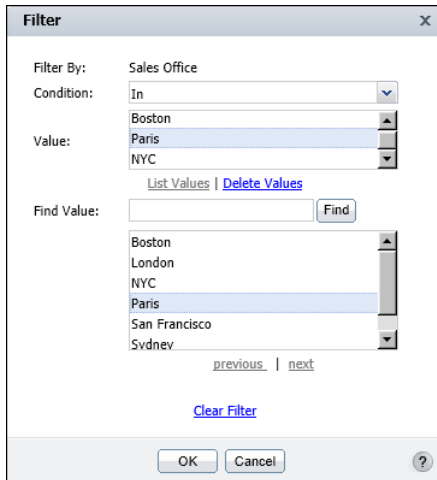 Filter x
Filter By: Sales Office
Condition: In
Value: Boston
Paris
NYC
List Values | Delete Values
Find Value: Find
Boston
London
NYC
Paris
San Francisco
Sydney
previous | next
Clear Filter
OK Cancel ?